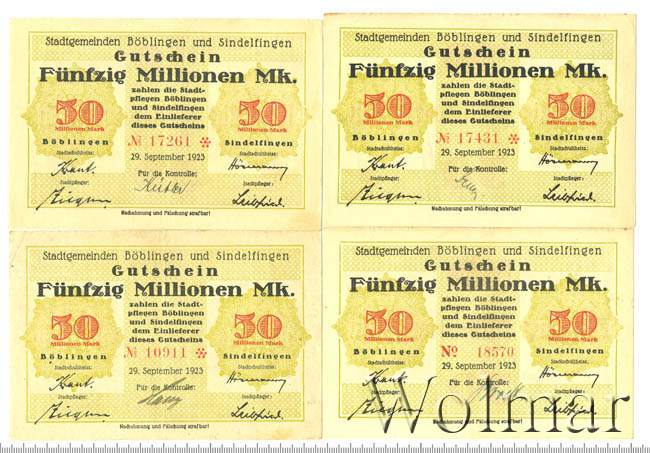 Stadtgemeinden Böblingen und Sindelfingen
Gutschein
Fünfzig Millionen Mk.
50 Millionen Mark
zahlen die Stadt-
pflegen Böblingen
und Sindelfingen
dem Einlieferer
dieses Gutscheins
50 Millionen Mark
Böblingen
№ 17261 *
Sindelfingen
Stadtschultheiss:
29. September 1923
Stadtschultheiss:
Für die Kontrolle:
Stadtpfleger:
Stadtpfleger:
Nachahmung und Fälschung strafbar!
Stadtgemeinden Böblingen und Sindelfingen
Gutschein
Fünfzig Millionen Mk.
50 Millionen Mark
zahlen die Stadt-
pflegen Böblingen
und Sindelfingen
dem Einlieferer
dieses Gutscheins
50 Millionen Mark
Böblingen
№ 17431 *
Sindelfingen
Stadtschultheiss:
29. September 1923
Stadtschultheiss:
Für die Kontrolle:
Stadtpfleger:
Stadtpfleger:
Nachahmung und Fälschung strafbar!
Stadtgemeinden Böblingen und Sindelfingen
Gutschein
Fünfzig Millionen Mk.
50 Millionen Mark
zahlen die Stadt-
pflegen Böblingen
und Sindelfingen
dem Einlieferer
dieses Gutscheins
50 Millionen Mark
Böblingen
№ 10911 *
Sindelfingen
Stadtschultheiss:
29. September 1923
Stadtschultheiss:
Für die Kontrolle:
Stadtpfleger:
Stadtpfleger:
Nachahmung und Fälschung strafbar!
Stadtgemeinden Böblingen und Sindelfingen
Gutschein
Fünfzig Millionen Mk.
50 Millionen Mark
zahlen die Stadt-
pflegen Böblingen
und Sindelfingen
dem Einlieferer
dieses Gutscheins
50 Millionen Mark
Böblingen
№ 18570
Sindelfingen
Stadtschultheiss:
29. September 1923
Stadtschultheiss:
Für die Kontrolle:
Stadtpfleger:
Stadtpfleger:
Nachahmung und Fälschung strafbar!
Wolmar